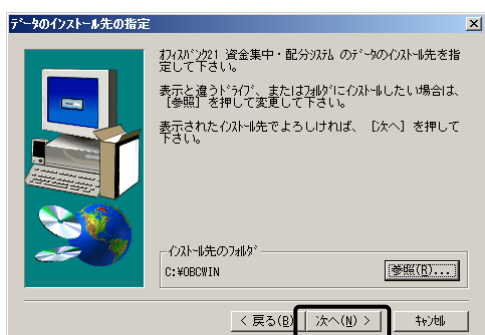 ﾃﾞｰﾀのｲﾝｽﾄｰﾙ先の指定
ｵﾌｨｽﾊﾞﾝｸ21 資金集中・配分ｼｽﾃﾑ のﾃﾞｰﾀのｲﾝｽﾄｰﾙ先を指
定して下さい。
表示と違うﾄﾞﾗｲﾌﾞ、またはﾌｫﾙﾀﾞにｲﾝｽﾄｰﾙしたい場合は、
［参照］を押して変更して下さい。
表示されたｲﾝｽﾄｰﾙ先でよろしければ、［次へ］を押して
下さい。
ｲﾝｽﾄｰﾙ先のﾌｫﾙﾀﾞ
C:¥OBCWIN
参照(R)...
< 戻る(B)
次へ(N) >
ｷｬﾝｾﾙ